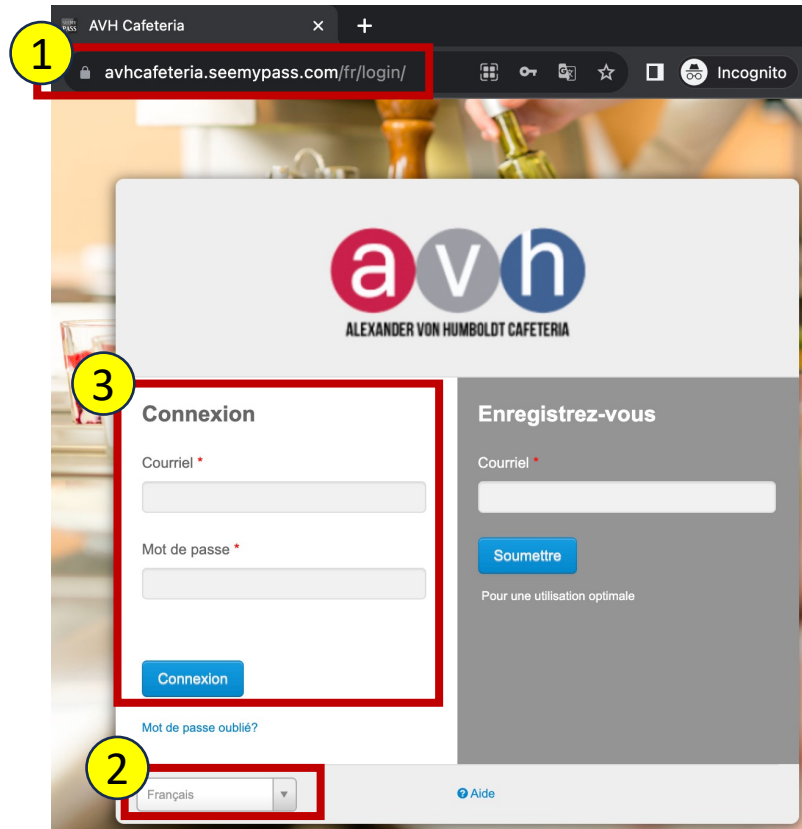 AVH Cafeteria
1
avhcafeteria.seemypass.com/fr/login/
Incognito
avh
ALEXANDER VON HUMBOLDT CAFETERIA
3
Connexion
Courriel *
Mot de passe *
Connexion
Mot de passe oublié?
Enregistrez-vous
Courriel *
Soumettre
Pour une utilisation optimale
2
Français
Aide